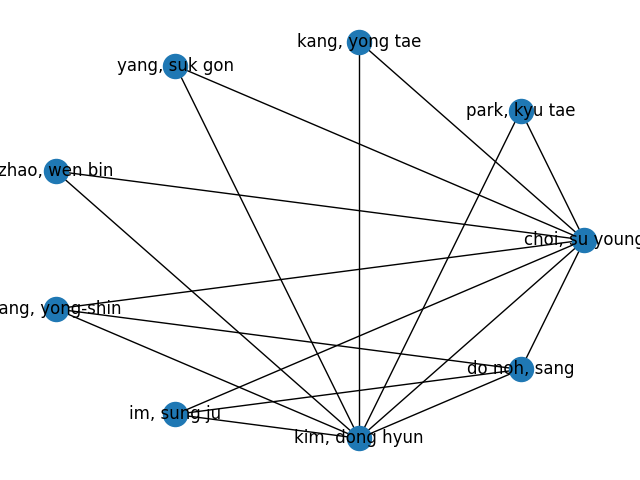 kang, yong tae
yang, suk gon
park, kyu tae
zhao, wen bin
choi, su young
ang, yong-shin
do noh, sang
im, sung ju
kim, dong hyun